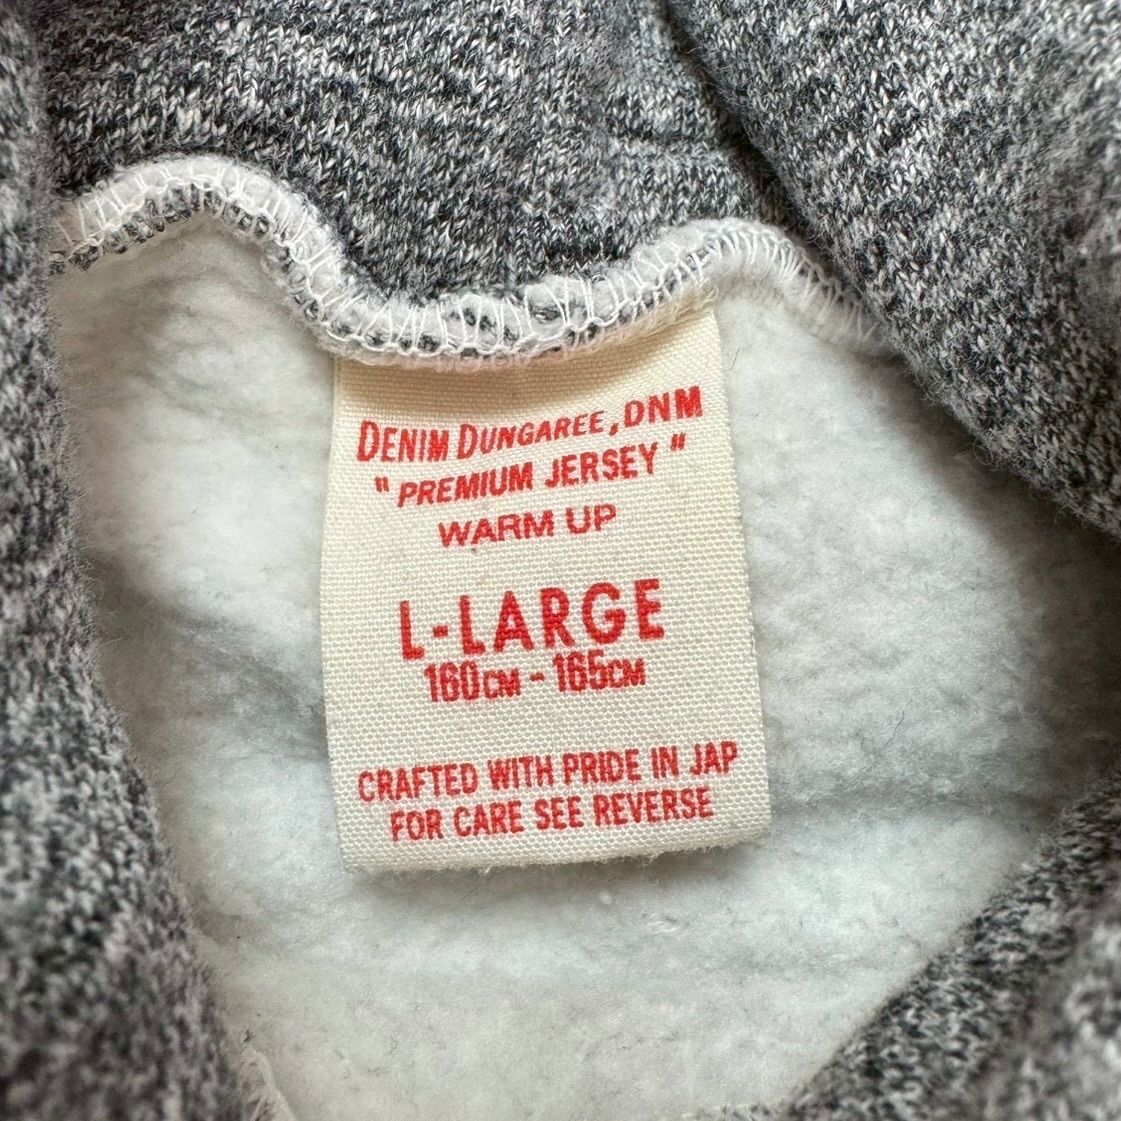 DENIM DUNGAREE, DNM
"PREMIUM JERSEY"
WARM UP
L-LARGE
160CM - 165CM
CRAFTED WITH PRIDE IN JAP
FOR CARE SEE REVERSE